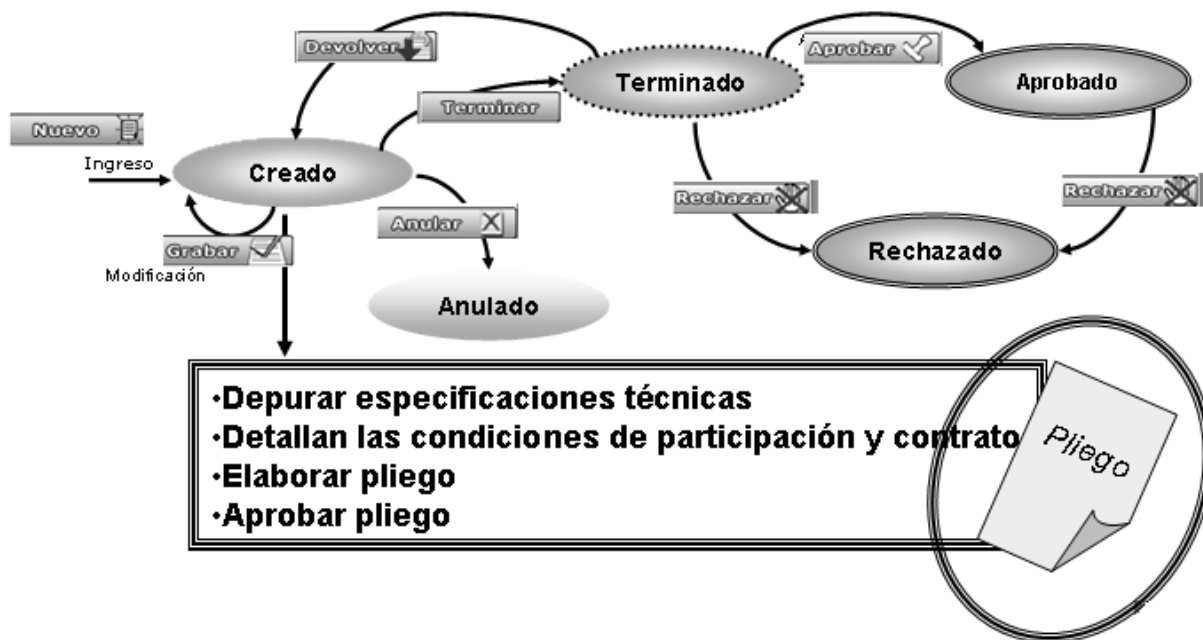 Devolver
Aprobar
Terminado
Aprobado
Terminar
Nuevo
Ingreso
Creado
Rechazar
Rechazar
Anular
Grabar
Rechazado
Modificación
Anulado
·Depurar especificaciones técnicas
·Detallan las condiciones de participación y contrato
·Elaborar pliego
·Aprobar pliego
Pliego